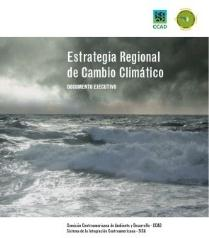 CCAD
Estrategia Regional
de Cambio Climático
DOCUMENTO EJECUTIVO
Comisión Centroamericana de Ambiente y Desarrollo - CCAD
Sistema de la Integración Centroamericana - SICA